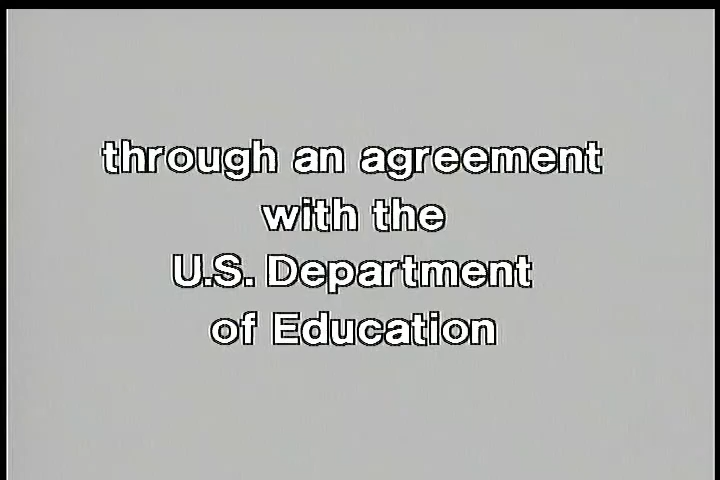 through an agreement
with the
U.S. Department
of Education